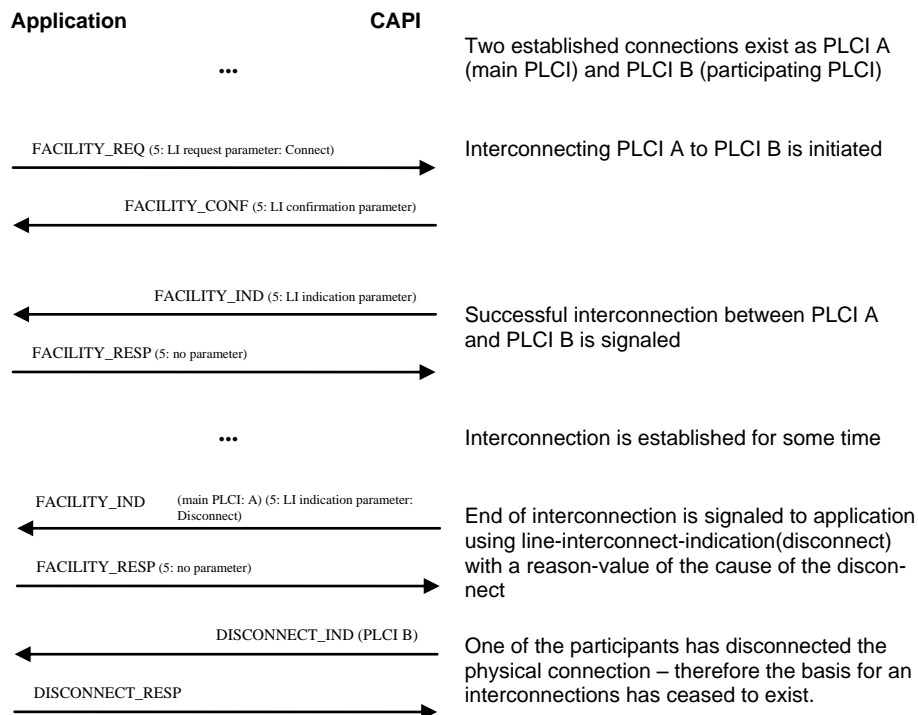 Application CAPI
Two established connections exist as PLCI A
... (main PLCI) and PLCI B (participating PLCI)
FACILITY_REQ (5: LI request parameter: Connect) Interconnecting PLCI A to PLCI B is initiated
FACILITY_CONF (5: LI confirmation parameter)
FACILITY_IND (5: LI indication parameter)
Successful interconnection between PLCI A
and PLCI B is signaled
FACILITY_RESP (5: no parameter)
... Interconnection is established for some time
FACILITY_IND (main PLCI: A) (5: LI indication parameter:
Disconnect)
End of interconnection is signaled to application
using line-interconnect-indication(disconnect)
FACILITY_RESP (5: no parameter) with a reason-value of the cause of the discon-
nect
DISCONNECT_IND (PLCI B)
One of the participants has disconnected the
physical connection – therefore the basis for an
DISCONNECT_RESP interconnections has ceased to exist.